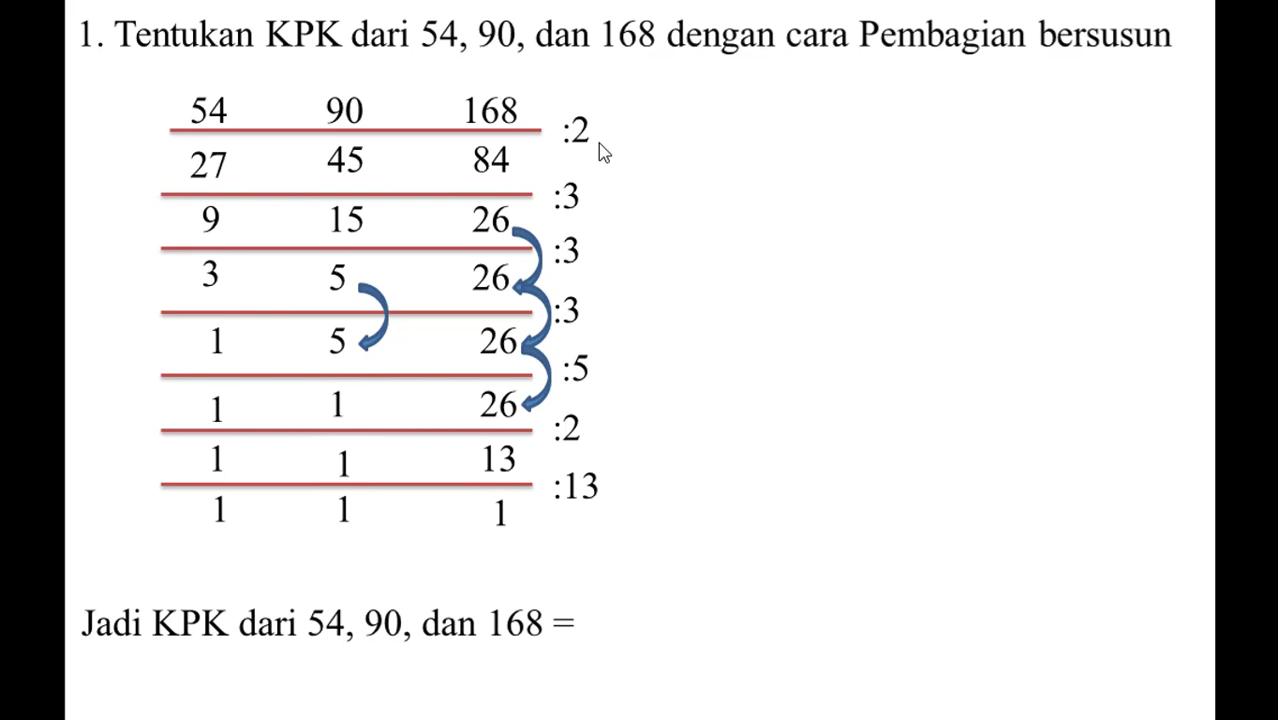 1. Tentukan KPK dari 54, 90, dan 168 dengan cara Pembagian bersusun
54 90 168
:2
27 45 84
:3
9 15 26
:3
3 5 26
:3
1 5 26
:5
1 1 26
:2
1 1 13
:13
1 1 1
Jadi KPK dari 54, 90, dan 168 =